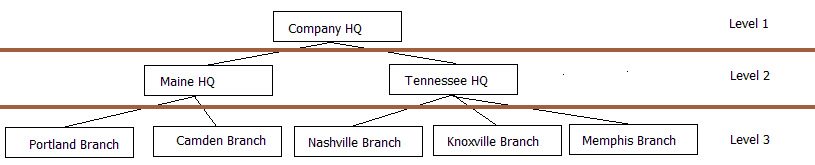 Company HQ
Level 1
Maine HQ
Tennessee HQ
Level 2
Portland Branch
Camden Branch
Nashville Branch
Knoxville Branch
Memphis Branch
Level 3